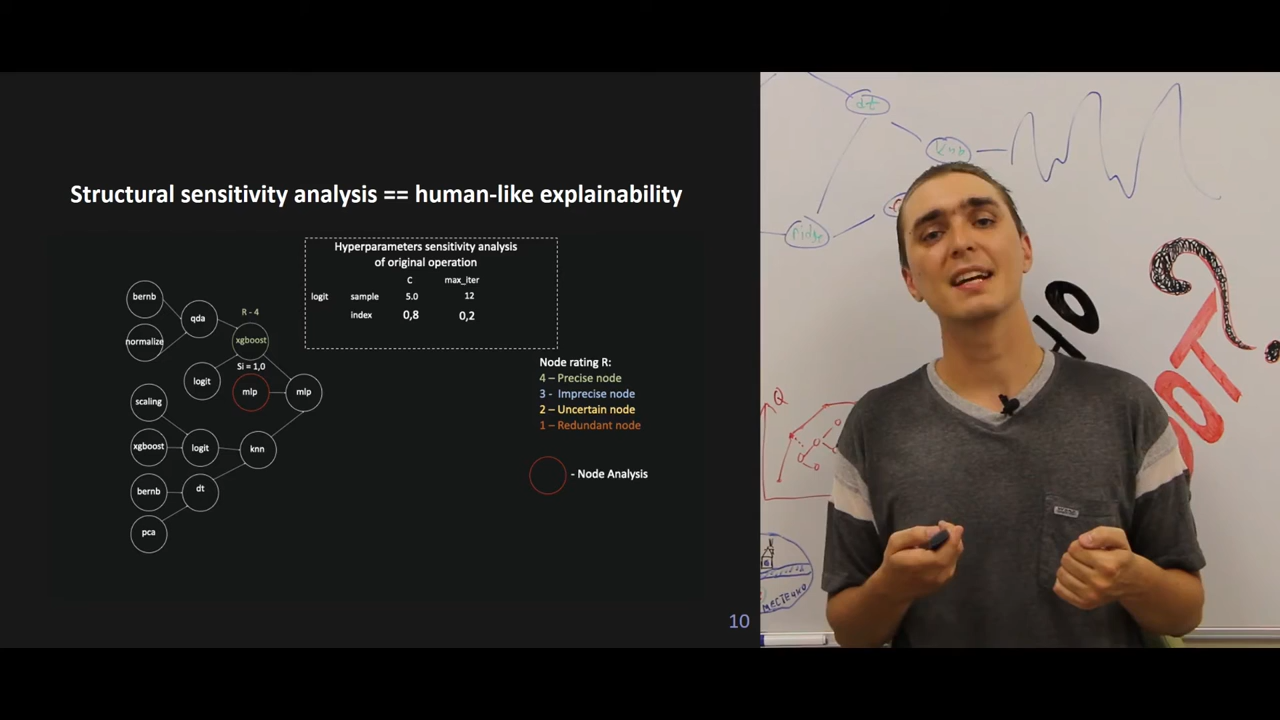 Structural sensitivity analysis == human-like explainability
Hyperparameters sensitivity analysis
of original operation
C max_iter
logit sample 5.0 12
index 0,8 0,2
bernb
normalize
qda
R - 4
xgboost
Si = 1,0
logit
mlp
mlp
scaling
xgboost
logit
knn
bernb
dt
pca
Node rating R:
4 – Precise node
3 - Imprecise node
2 – Uncertain node
1 – Redundant node
- Node Analysis
10
dt
Q
НО